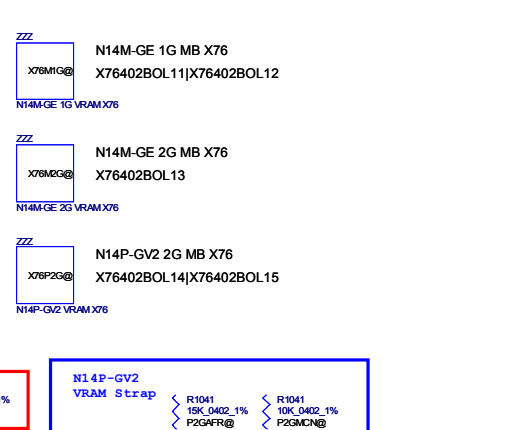 ZZZ
X76M1G@
N14M-GE 1G VRAM X76
N14M-GE 1G MB X76
X76402BOL11|X76402BOL12
ZZZ
X76M2G@
N14M-GE 2G VRAM X76
N14M-GE 2G MB X76
X76402BOL13
ZZZ
X76P2G@
N14P-GV2 VRAM X76
N14P-GV2 2G MB X76
X76402BOL14|X76402BOL15
%
N14P-GV2
VRAM Strap
R1041
15K_0402_1%
P2GAFR@
R1041
10K_0402_1%
P2GMCN@